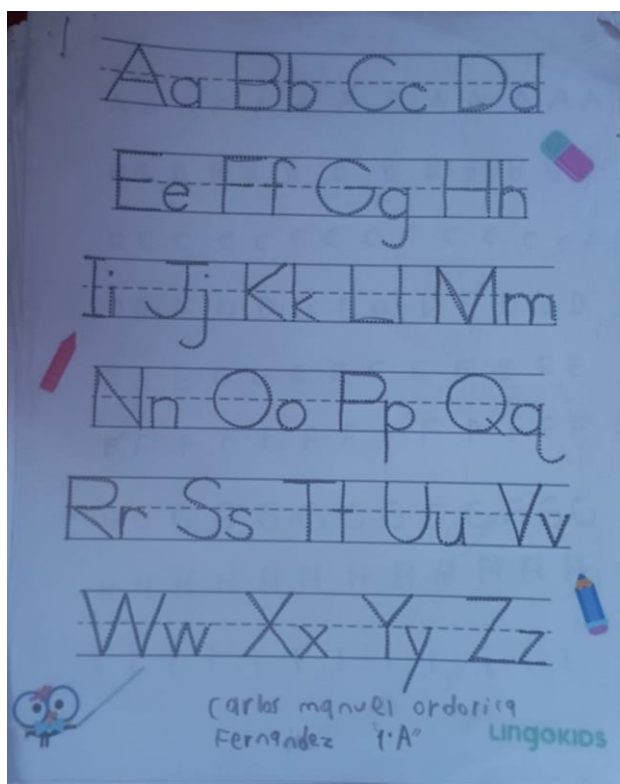 Aa Bb Cc Dd
Ee Ff Gg Hh
Ii Jj Kk Ll Mm
Nn Oo Pp Qq
Rr Ss Tt Uu Vv
Ww Xx Yy Zz
Carlos manuel ordorica
Fernandez 1·"A"
LINGOKIDS